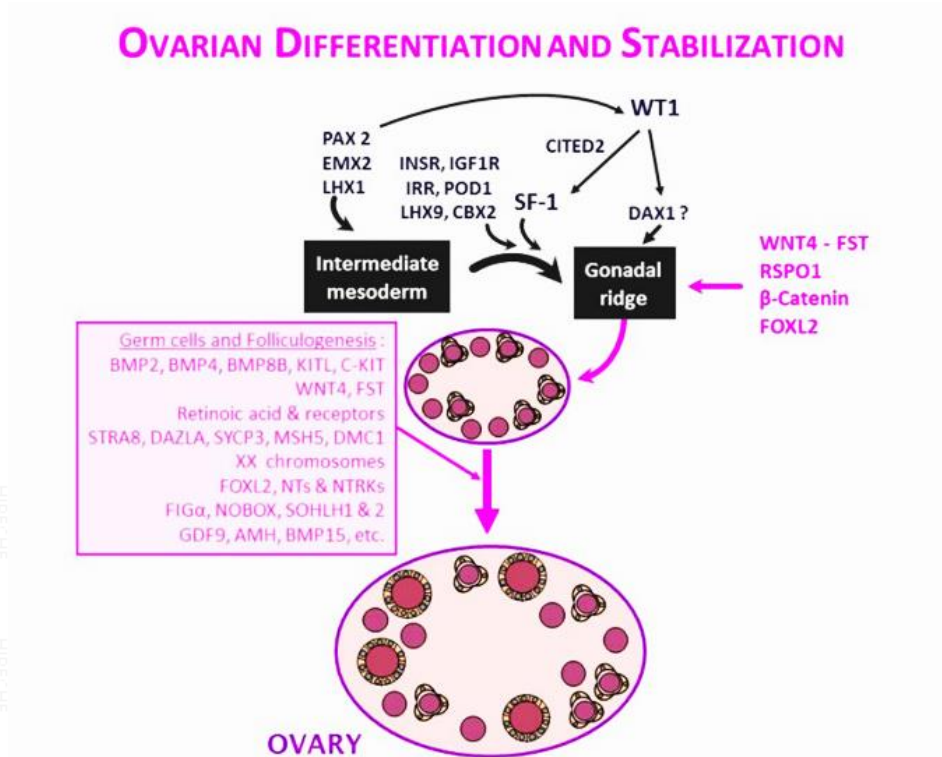 OVARIAN DIFFERENTIATION AND STABILIZATION
WT1
PAX 2
EMX2
LHX1
CITED2
INSR, IGF1R
IRR, POD1
LHX9, CBX2
SF-1
DAX1 ?
Intermediate
mesoderm
Gonadal
ridge
WNT4 - FST
RSPO1
β-Catenin
FOXL2
Germ cells and Folliculogenesis :
BMP2, BMP4, BMP8B, KITL, C-KIT
WNT4, FST
Retinoic acid & receptors
STRA8, DAZLA, SYCP3, MSH5, DMC1
XX chromosomes
FOXL2, NTs & NTRKs
FIGα, NOBOX, SOHLH1 & 2
GDF9, AMH, BMP15, etc.
OVARY